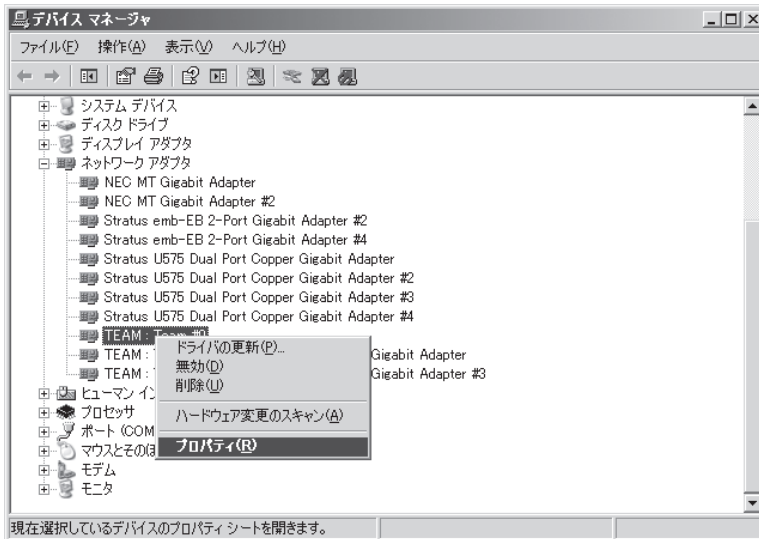 デバイス マネージャ
ファイル(F) 操作(A) 表示(V) ヘルプ(H)
システム デバイス
ディスク ドライブ
ディスプレイ アダプタ
ネットワーク アダプタ
NEC MT Gigabit Adapter
NEC MT Gigabit Adapter #2
Stratus emb-EB 2-Port Gigabit Adapter #2
Stratus emb-EB 2-Port Gigabit Adapter #4
Stratus U575 Dual Port Copper Gigabit Adapter
Stratus U575 Dual Port Copper Gigabit Adapter #2
Stratus U575 Dual Port Copper Gigabit Adapter #3
Stratus U575 Dual Port Copper Gigabit Adapter #4
TEAM : Team #0
TEAM : Gigabit Adapter
TEAM : Gigabit Adapter #3
ドライバの更新(P)...
無効(D)
削除(U)
ハードウェア変更のスキャン(A)
プロパティ(R)
ヒューマン イン
プロセッサ
ポート (COM
マウスとそのほ
モデム
モニタ
現在選択しているデバイスのプロパティ シートを開きます。